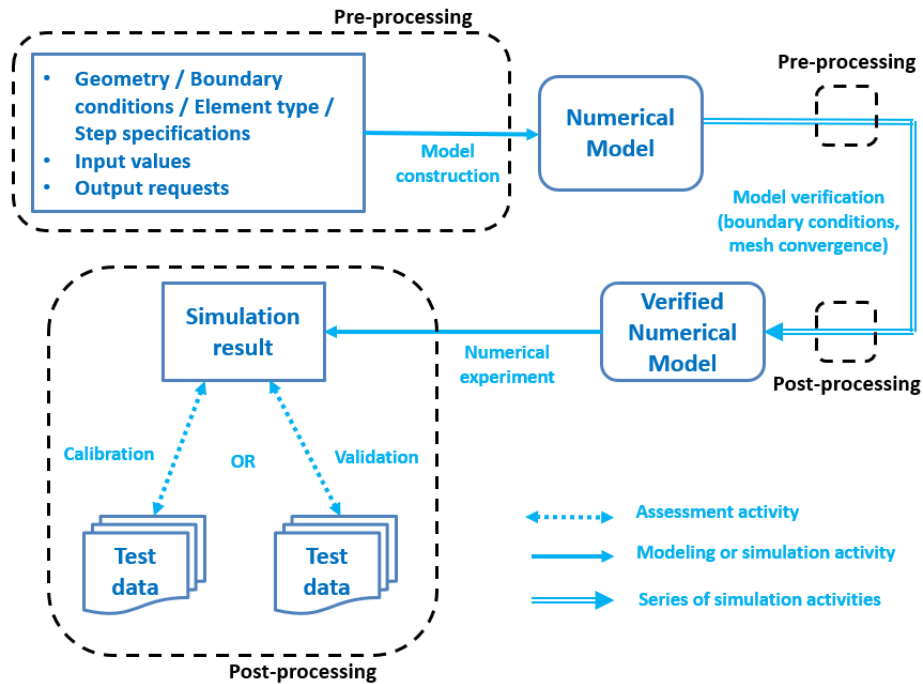 Pre-processing
• Geometry / Boundary
conditions / Element type /
Step specifications
• Input values
• Output requests
Model
construction
Numerical
Model
Pre-processing
Model verification
(boundary conditions,
mesh convergence)
Post-processing
Verified
Numerical
Model
Numerical
experiment
Simulation
result
Calibration
OR
Validation
Test
data
Test
data
Post-processing
Assessment activity
Modeling or simulation activity
Series of simulation activities